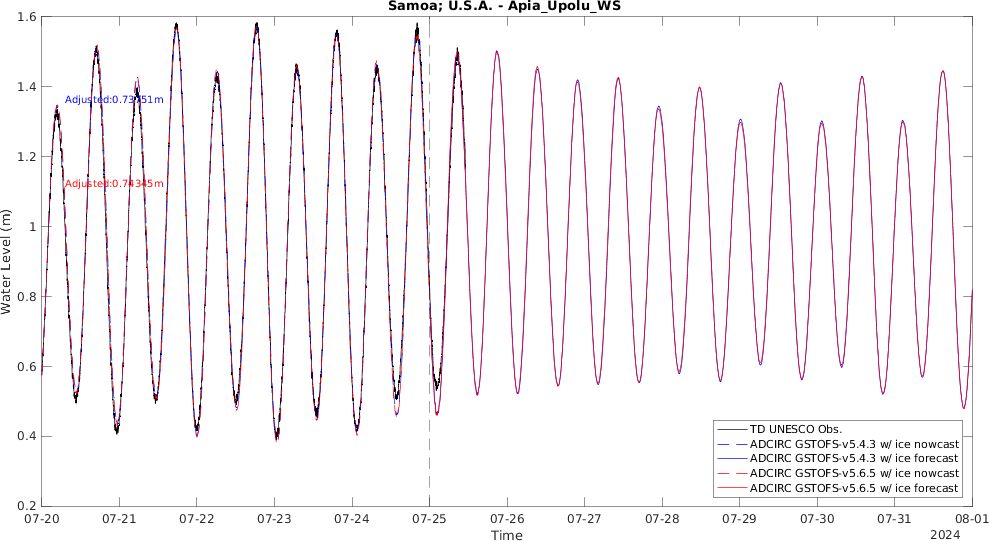 Samoa; U.S.A. - Apia_Upolu_WS
1.6
1.4
1.2
1
0.8
0.6
0.4
0.2
Water Level (m)
Adjusted:0.73751m
Adjusted:0.74345m
TD UNESCO Obs.
ADCIRC GSTOFS-v5.4.3 w/ ice nowcast
ADCIRC GSTOFS-v5.4.3 w/ ice forecast
ADCIRC GSTOFS-v5.6.5 w/ ice nowcast
ADCIRC GSTOFS-v5.6.5 w/ ice forecast
07-20 07-21 07-22 07-23 07-24 07-25 07-26 07-27 07-28 07-29 07-30 07-31 08-01
Time
2024